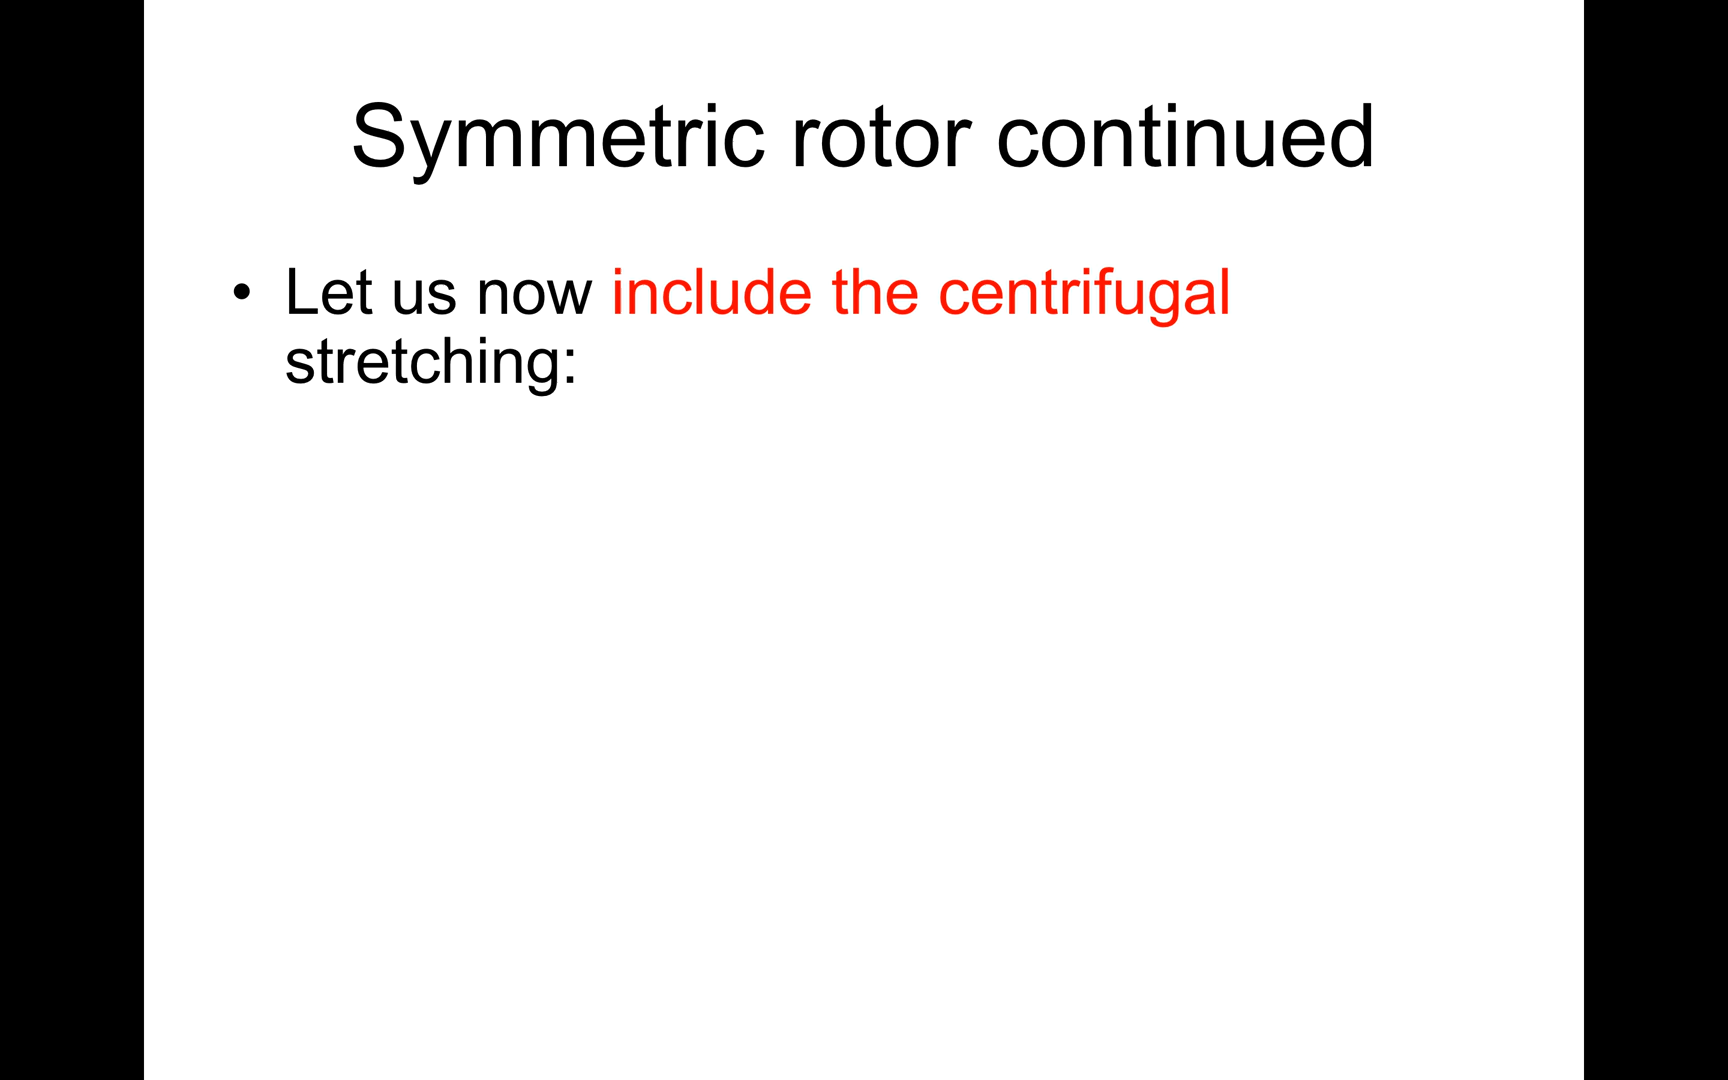 Symmetric rotor continued
• Let us now include the centrifugal
stretching: